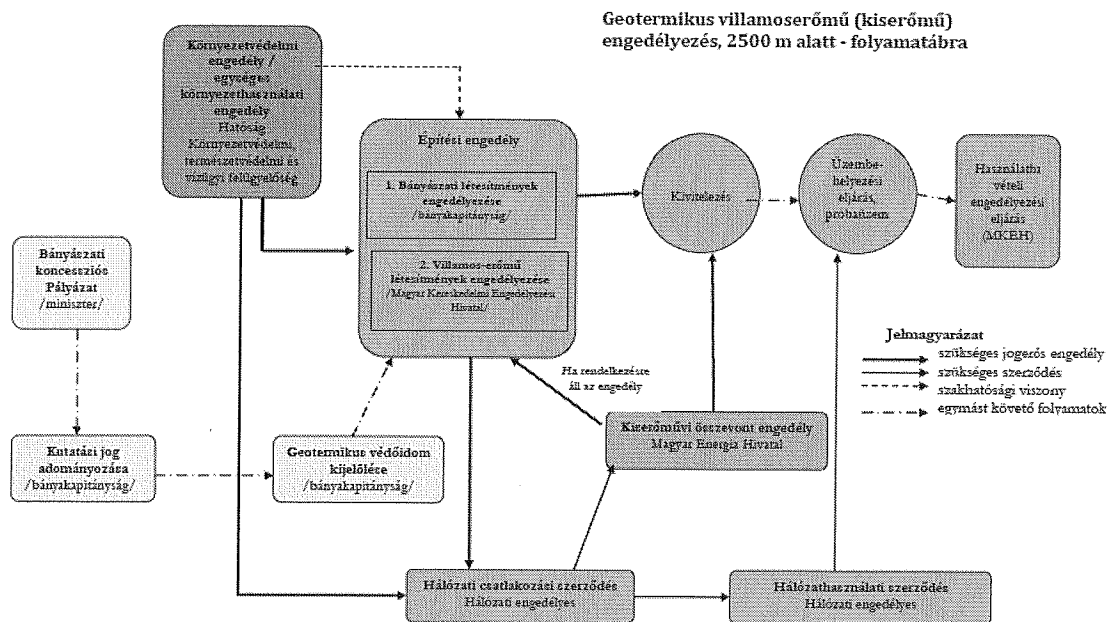 Geotermikus villamoserőmű (kiserőmű)
engedélyezés, 2500 m alatt - folyamatábra
Környezetvédelmi
engedély /
egységes
környezethasználati
engedély
Hatóság
Környezetvédelmi,
természetvédelmi és
vízügyi felügyelőség
Építési engedély
1. Bányászati létesítmények
engedélyezése
/bányakapitányság/
2. Villamos-erőmű
létesítmények engedélyezése
/Magyar Kereskedelmi Engedélyezési
Hivatal/
Kivitelezés
Üzembe-
helyezési
eljárás,
próbaüzem
Használatba
vételi
engedélyezési
eljárás
(MKEH)
Bányászati
koncessziós
Pályázat
/miniszter/
Jelmagyarázat
szükséges jogerős engedély
szükséges szerződés
szakhatósági viszony
egymást követő folyamatok
Ha rendelkezésre
áll az engedély
Kiserőművi összevont engedély
Magyar Energia Hivatal
Kutatási jog
adományozása
/bányakapitányság/
Geotermikus védőidom
kijelölése
/bányakapitányság/
Hálózati csatlakozási szerződés
Hálózati engedélyes
Hálózathasználati szerződés
Hálózati engedélyes